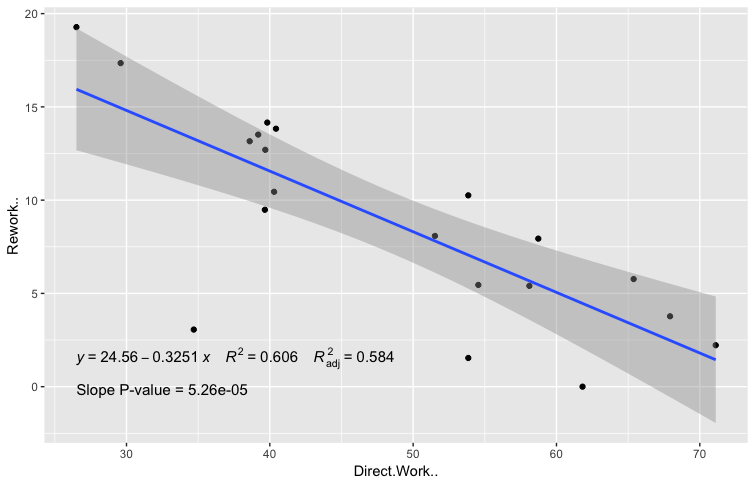 20
15
10
5
0
Rework..
y = 24.56 – 0.3251 x R² = 0.606 R²adj = 0.584
Slope P-value = 5.26e-05
30 40 50 60 70
Direct.Work..